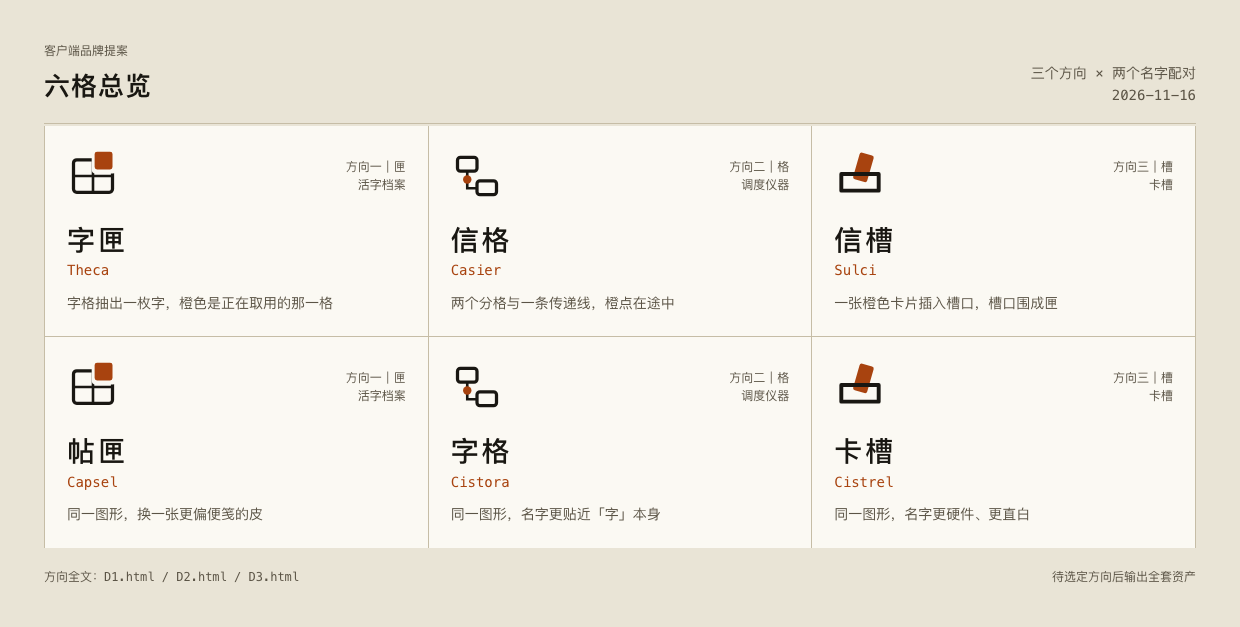 客户端品牌提案
六格总览
三个方向 × 两个名字配对
2026-11-16
方向一｜匣
活字档案
字匣
Theca
字格抽出一枚字，橙色是正在取用的那一格
方向二｜格
调度仪器
信格
Casier
两个分格与一条传递线，橙点在途中
方向三｜槽
卡槽
信槽
Sulci
一张橙色卡片插入槽口，槽口围成匣
方向一｜匣
活字档案
帖匣
Capsel
同一图形，换一张更偏便笺的皮
方向二｜格
调度仪器
字格
Cistora
同一图形，名字更贴近「字」本身
方向三｜槽
卡槽
卡槽
Cistrel
同一图形，名字更硬件、更直白
方向全文：D1.html / D2.html / D3.html
待选定方向后输出全套资产